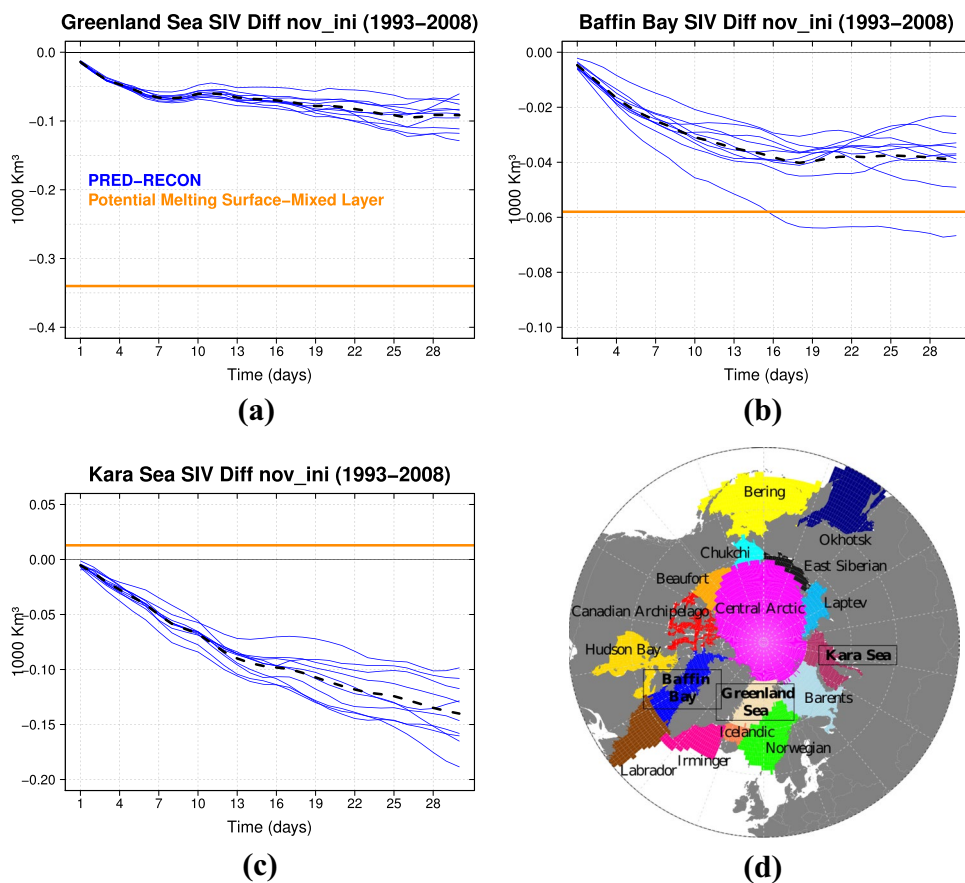 Greenland Sea SIV Diff nov_ini (1993−2008)
1000 Km³
0.0
−0.1
−0.2
−0.3
−0.4
PRED−RECON
Potential Melting Surface−Mixed Layer
1 4 7 10 13 16 19 22 25 28
Time (days)
(a)
Baffin Bay SIV Diff nov_ini (1993−2008)
1000 Km³
0.00
−0.02
−0.04
−0.06
−0.08
−0.10
1 4 7 10 13 16 19 22 25 28
Time (days)
(b)
Kara Sea SIV Diff nov_ini (1993−2008)
1000 Km³
0.05
0.00
−0.05
−0.10
−0.15
−0.20
1 4 7 10 13 16 19 22 25 28
Time (days)
(c)
Bering
Okhotsk
Chukchi
East Siberian
Beaufort
Laptev
Canadian Archipelago
Central Arctic
Hudson Bay
Kara Sea
Baffin
Bay
Greenland
Sea
Barents
Icelandic
Norwegian
Irminger
Labrador
(d)